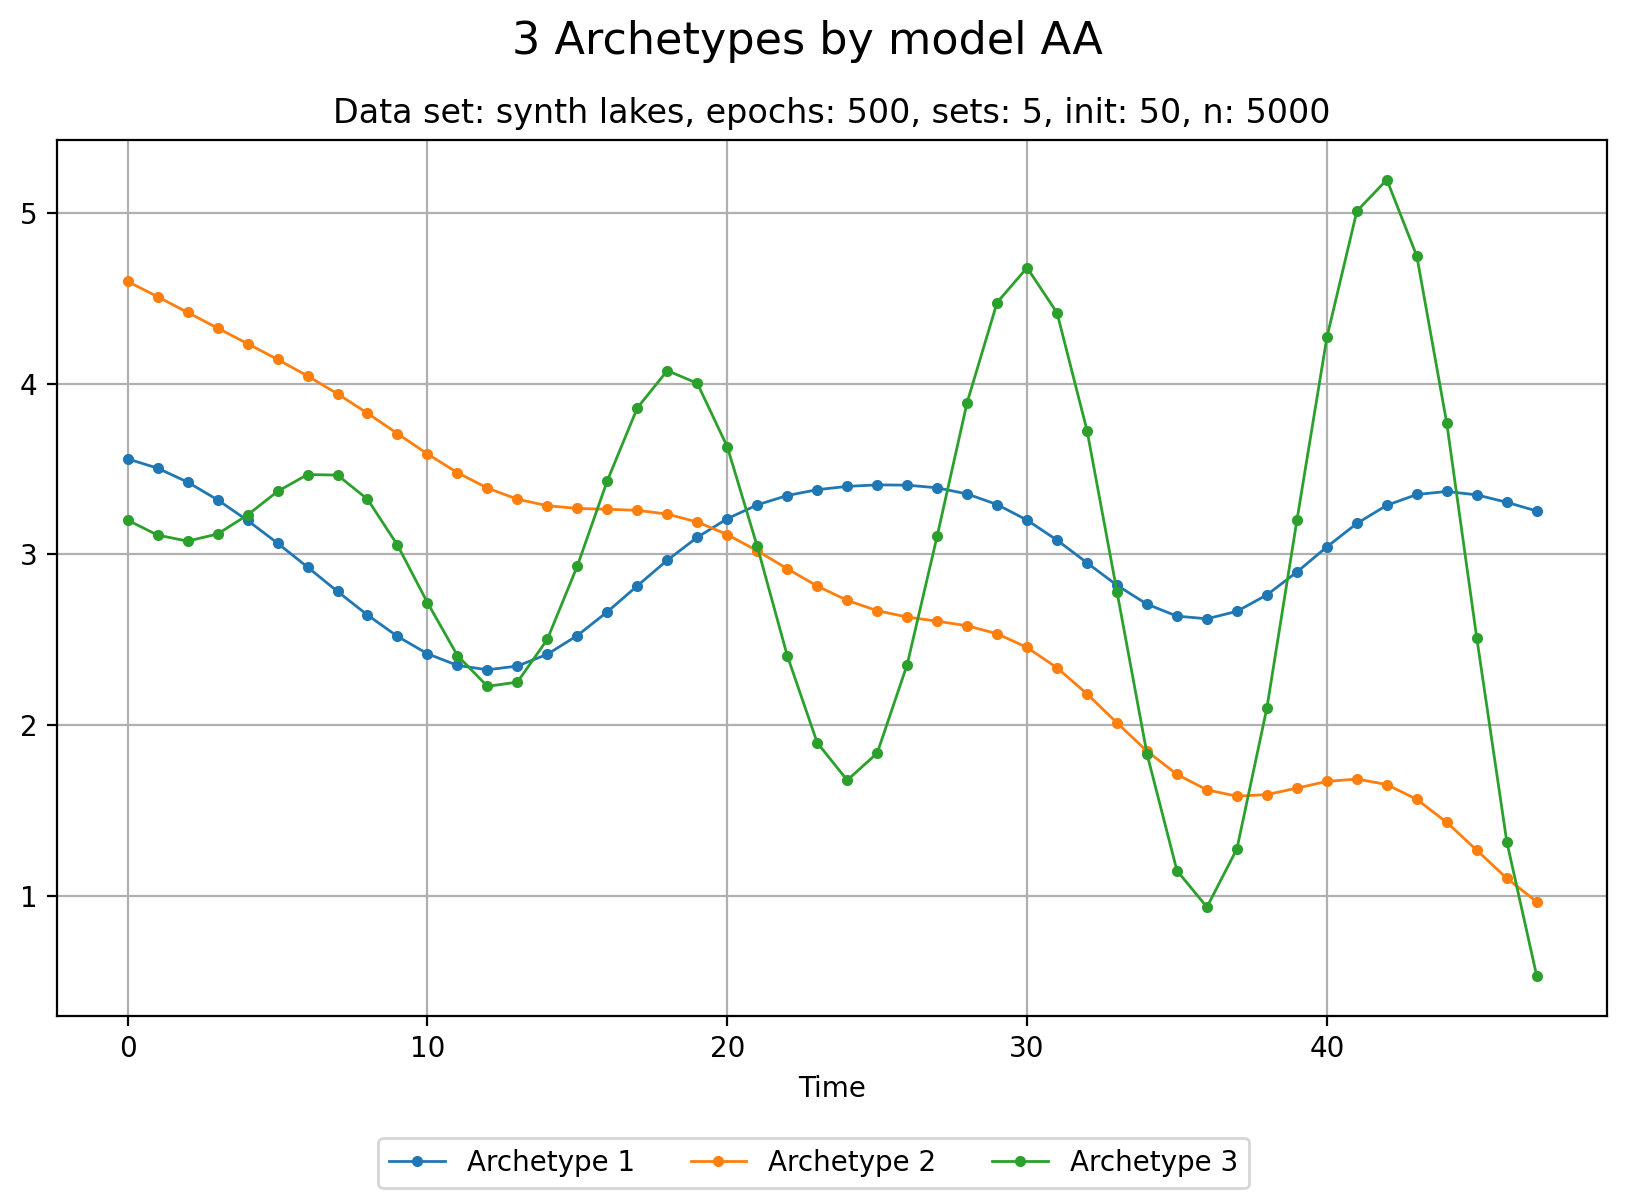 3 Archetypes by model AA
Data set: synth lakes, epochs: 500, sets: 5, init: 50, n: 5000
5
4
3
2
1
0 10 20 30 40
Time
Archetype 1 Archetype 2 Archetype 3